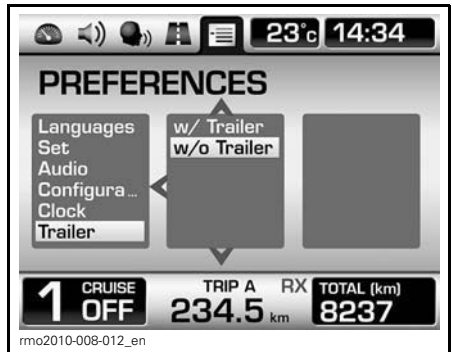 23°c 14:34
PREFERENCES
Languages
Set
Audio
Configura...
Clock
Trailer
w/ Trailer
w/o Trailer
1 CRUISE OFF
TRIP A RX
234.5 km
TOTAL (km)
8237
rmo2010-008-012_en